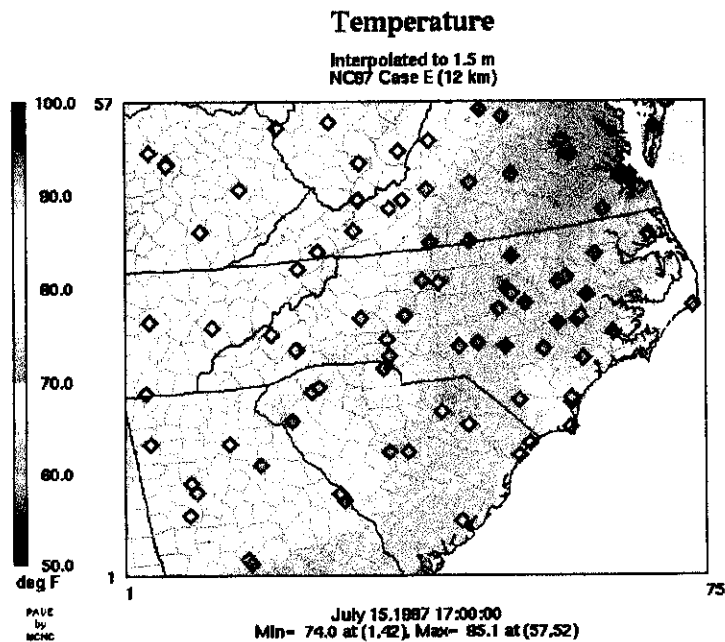 Temperature
Interpolated to 1.5 m
NC87 Case E (12 km)
100.0
90.0
80.0
70.0
60.0
50.0
deg F
57
1
1
75
PAVE
by
MCNC
July 15,1987 17:00:00
Min= 74.0 at (1,42), Max= 95.1 at (57,52)